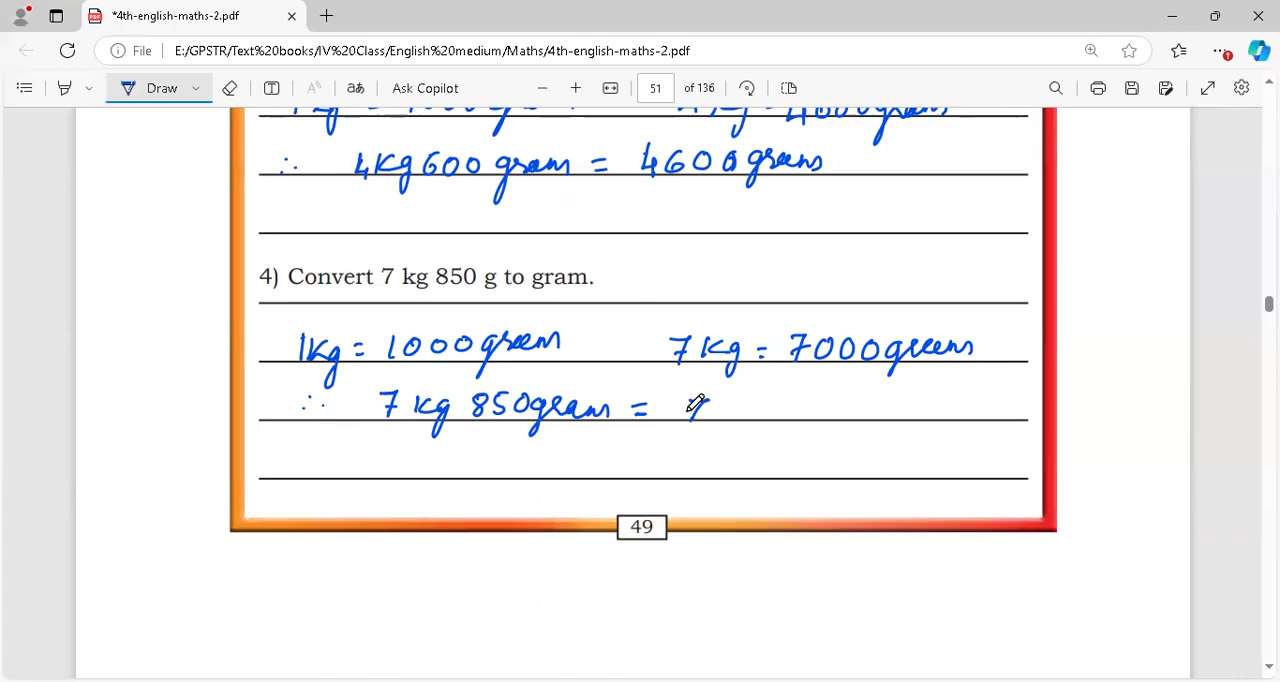 *4th-english-maths-2.pdf
File E:/GPSTR/Text%20books/IV%20Class/English%20medium/Maths/4th-english-maths-2.pdf
Draw Ask Copilot 51 of 136
∴ 4Kg 600 gram = 4600 grams
4) Convert 7 kg 850 g to gram.
1Kg = 1000 gram 7 Kg = 7000 grams
∴ 7 kg 850 gram =
49